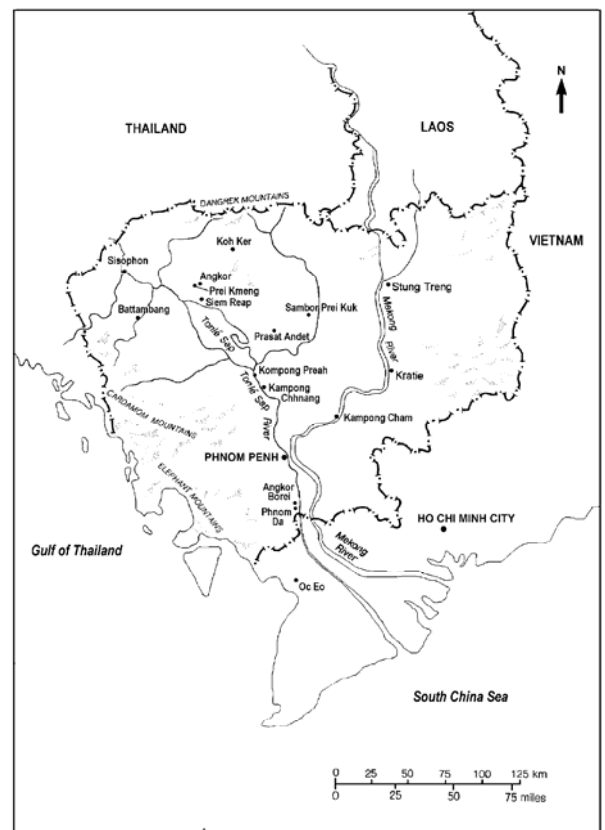 N
THAILAND
LAOS
DANGREK MOUNTAINS
VIETNAM
Koh Ker
Sisophon
Angkor
Prei Kmeng
Siem Reap
Stung Treng
Battambang
Sambor Prei Kuk
Tonlé Sap
Prasat Andet
Mekong
River
Kompong Preah
Kratie
Kampong
Chhnang
Tonlé Sap
River
CARDAMOM MOUNTAINS
Kampong Cham
PHNOM PENH
ELEPHANT MOUNTAINS
Angkor
Borei
Phnom
Da
HO CHI MINH CITY
Gulf of Thailand
Mekong
River
Oc Eo
South China Sea
0 25 50 75 100 125 km
0 25 50 75 miles